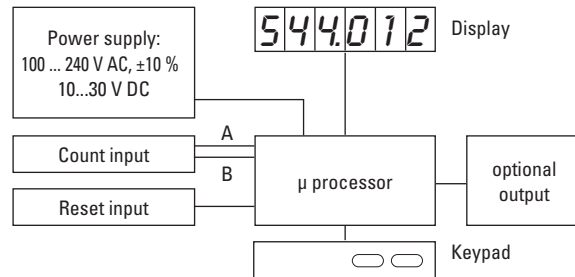 Power supply:
100 ... 240 V AC, ±10 %
10...30 V DC
544.012
Display
A
Count input
B
Reset input
µ processor
optional
output
Keypad